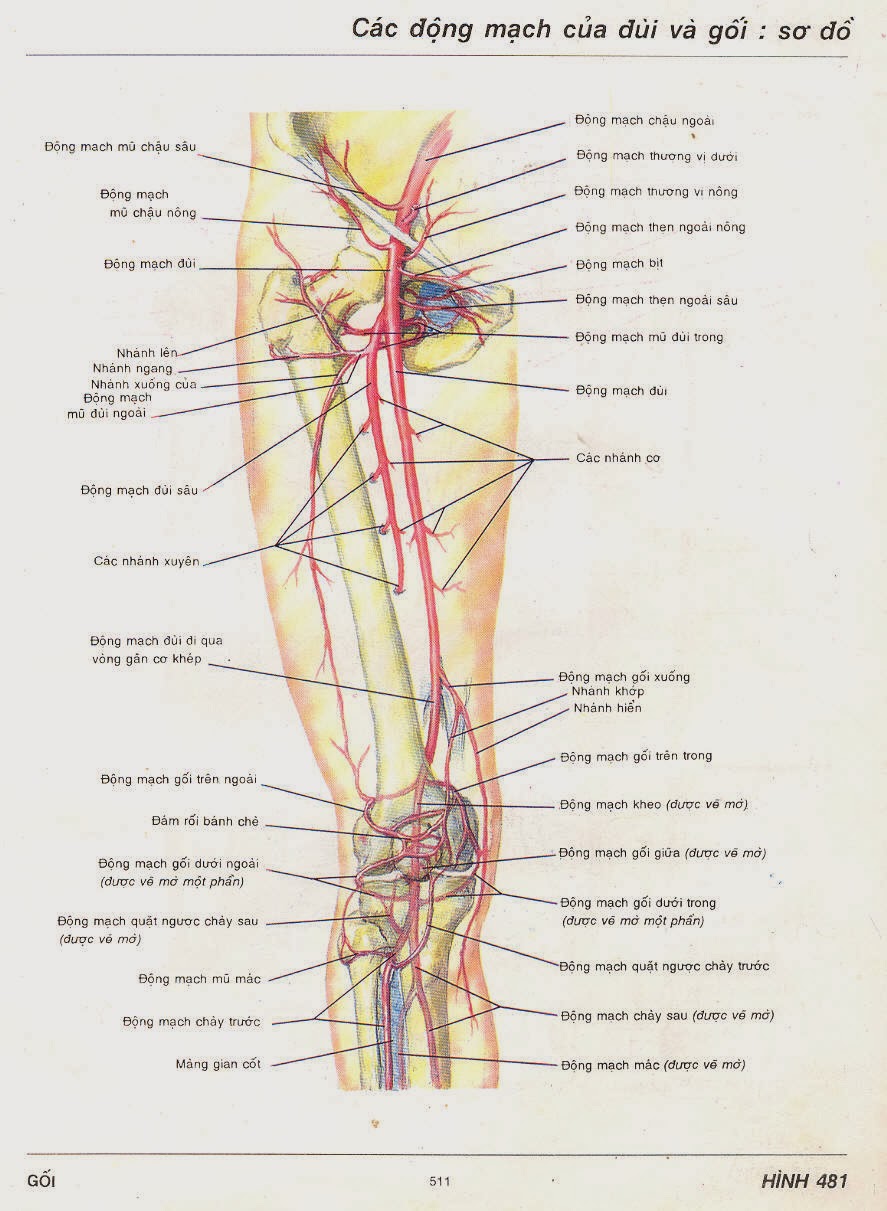 Các động mạch của đùi và gối : sơ đồ
Động mạch mũ chậu sâu
Động mạch
mũ chậu nông
Động mạch đùi
Nhánh lên
Nhánh ngang
Nhánh xuống của
Động mạch
mũ đùi ngoài
Động mạch đùi sâu
Các nhánh xuyên
Động mạch đùi đi qua
vòng gân cơ khép
Động mạch gối trên ngoài
Đám rối bánh chè
Động mạch gối dưới ngoài
(được vẽ mờ một phần)
Động mạch quặt ngược chày sau
(được vẽ mờ)
Động mạch mũ mác
Động mạch chày trước
Màng gian cốt
Động mạch chậu ngoài
Động mạch thượng vị dưới
Động mạch thượng vị nông
Động mạch thẹn ngoài nông
Động mạch bịt
Động mạch thẹn ngoài sâu
Động mạch mũ đùi trong
Động mạch đùi
Các nhánh cơ
Động mạch gối xuống
Nhánh khớp
Nhánh hiển
Động mạch gối trên trong
Động mạch kheo (được vẽ mờ)
Động mạch gối giữa (được vẽ mờ)
Động mạch gối dưới trong
(được vẽ mờ một phần)
Động mạch quặt ngược chày trước
Động mạch chày sau (được vẽ mờ)
Động mạch mác (được vẽ mờ)
GỐI
511
HÌNH 481